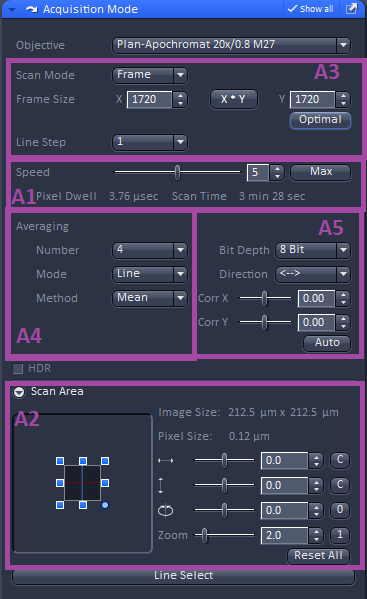 Acquisition Mode Show all
Objective Plan-Apochromat 20x/0.8 M27
A3
Scan Mode Frame
Frame Size X 1720 X * Y Y 1720
Optimal
Line Step 1
Speed 5 Max
A1 Pixel Dwell 3.76 µsec Scan Time 3 min 28 sec
Averaging A5
Number 4 Bit Depth 8 Bit
Mode Line Direction <-->
Method Mean Corr X 0.00
Corr Y 0.00
A4 Auto
HDR
Scan Area
A2 Image Size: 212.5 µm x 212.5 µm
Pixel Size: 0.12 µm
0.0 C
0.0 C
0.0 0
Zoom 2.0 1
Reset All
Line Select